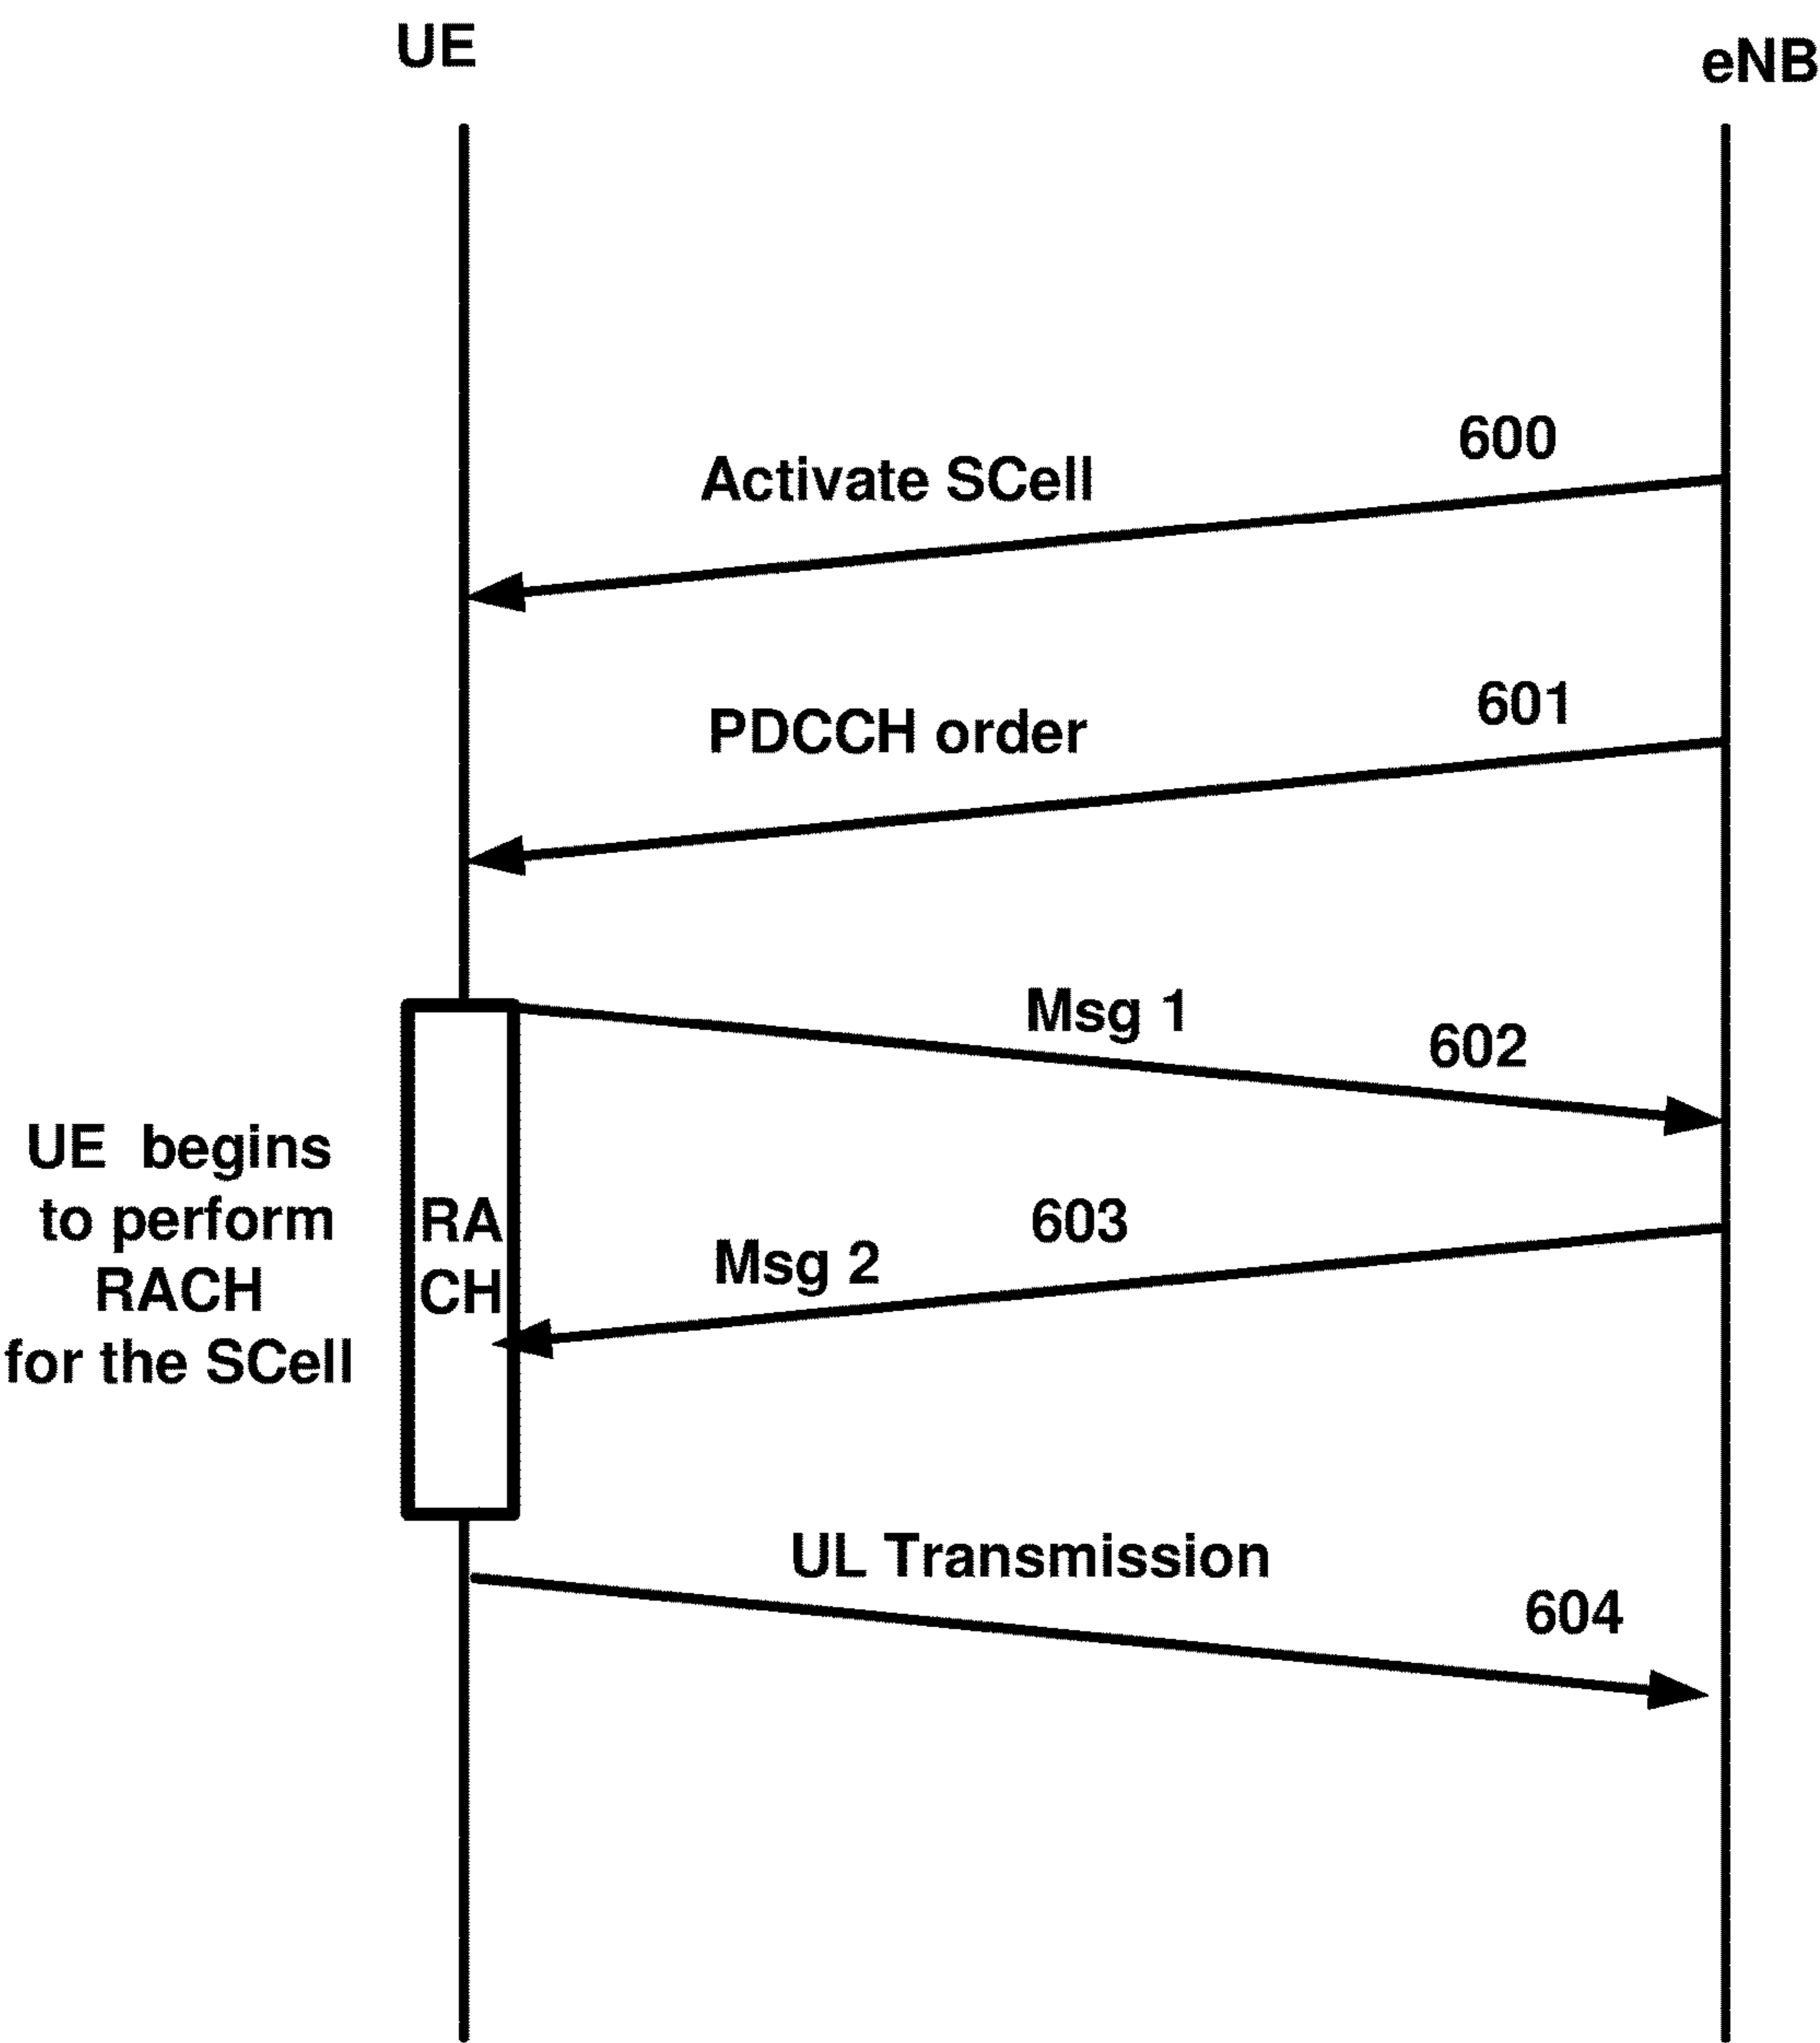 UE
eNB
600
Activate SCell
601
PDCCH order
Msg 1
602
UE begins
to perform
RACH
for the SCell
RA
CH
603
Msg 2
UL Transmission
604